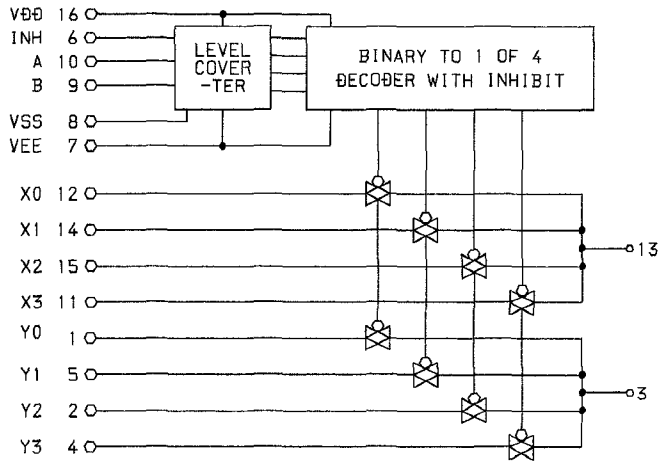 VDD 16
INH 6
A 10
B 9
VSS 8
VEE 7
LEVEL
COVER
-TER
BINARY TO 1 OF 4
DECODER WITH INHIBIT
X0 12
X1 14
X2 15
X3 11
13
Y0 1
Y1 5
Y2 2
Y3 4
3